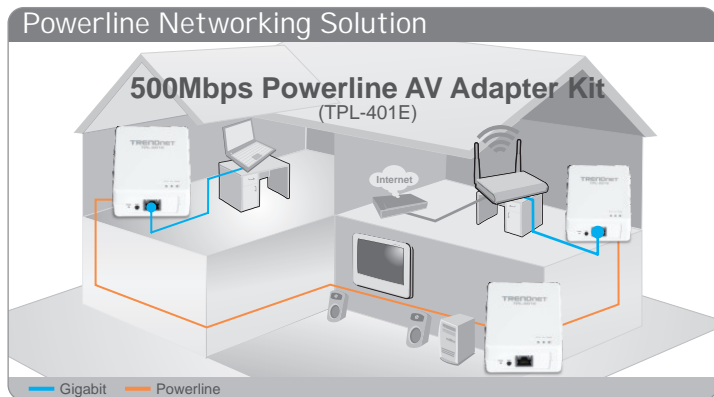 Powerline Networking Solution
500Mbps Powerline AV Adapter Kit
(TPL-401E)
TRENDNET
TRENDNET
Internet
TRENDNET
Gigabit
Powerline